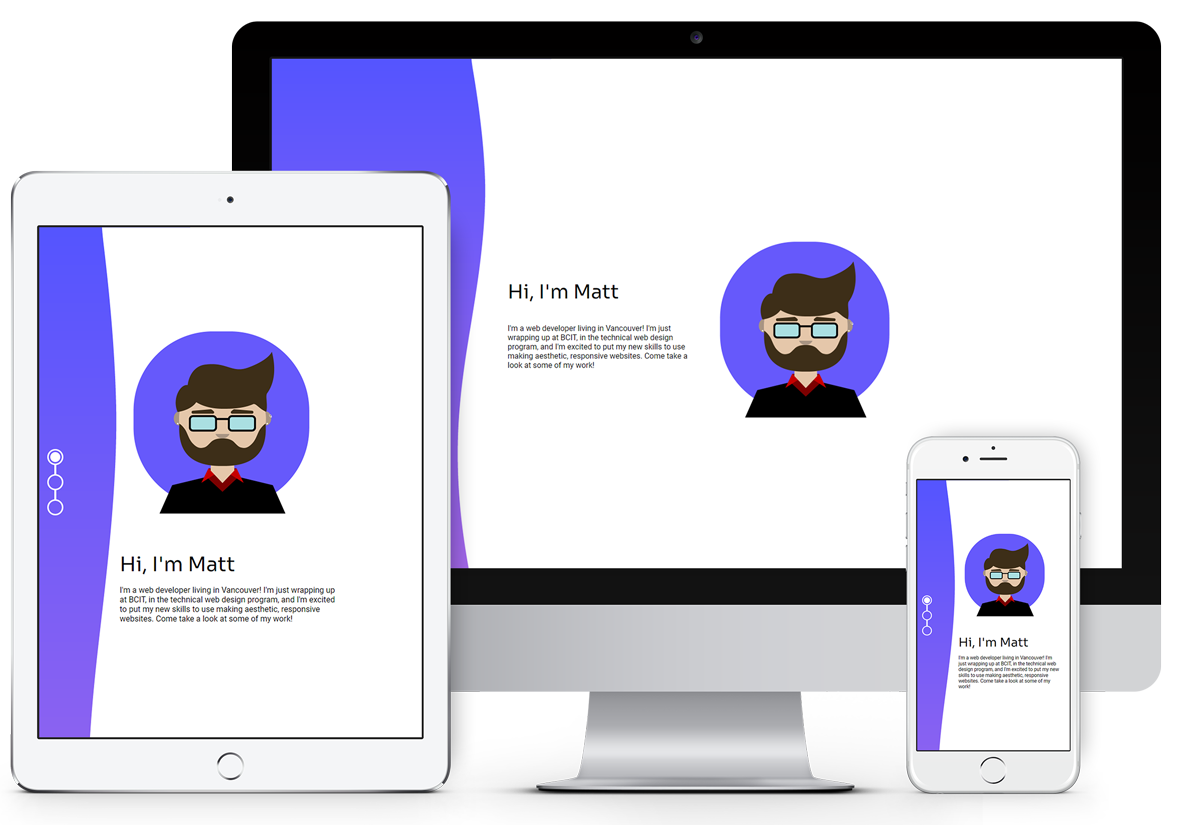 Hi, I'm Matt
I'm a web developer living in Vancouver! I'm just
wrapping up at BCIT, in the technical web design
program, and I'm excited to put my new skills to use
making aesthetic, responsive websites. Come take a
look at some of my work!
Hi, I'm Matt
I'm a web developer living in Vancouver! I'm just wrapping up
at BCIT, in the technical web design program, and I'm excited
to put my new skills to use making aesthetic, responsive
websites. Come take a look at some of my work!
Hi, I'm Matt
I'm a web developer living in Vancouver! I'm
just wrapping up at BCIT, in the technical web
design program, and I'm excited to put my new
skills to use making aesthetic, responsive
websites. Come take a look at some of my
work!